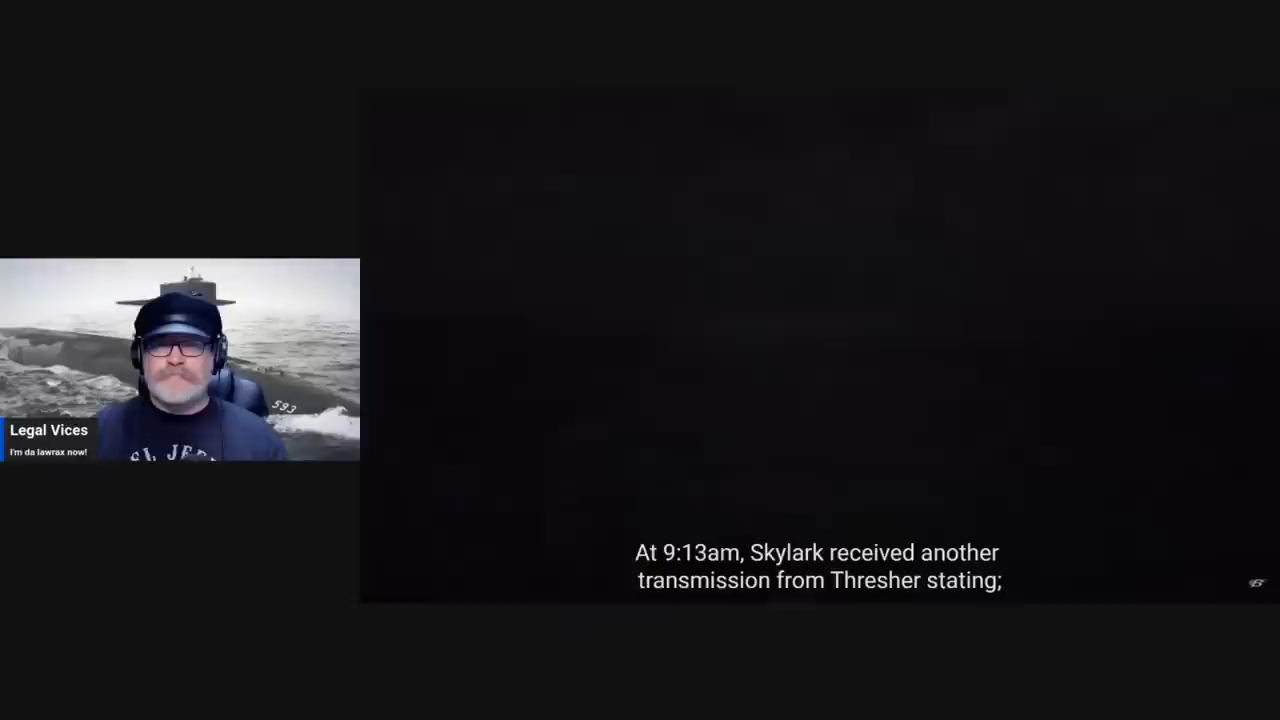 593
Legal Vices
I'm da lawrax now!
At 9:13am, Skylark received another
transmission from Thresher stating;